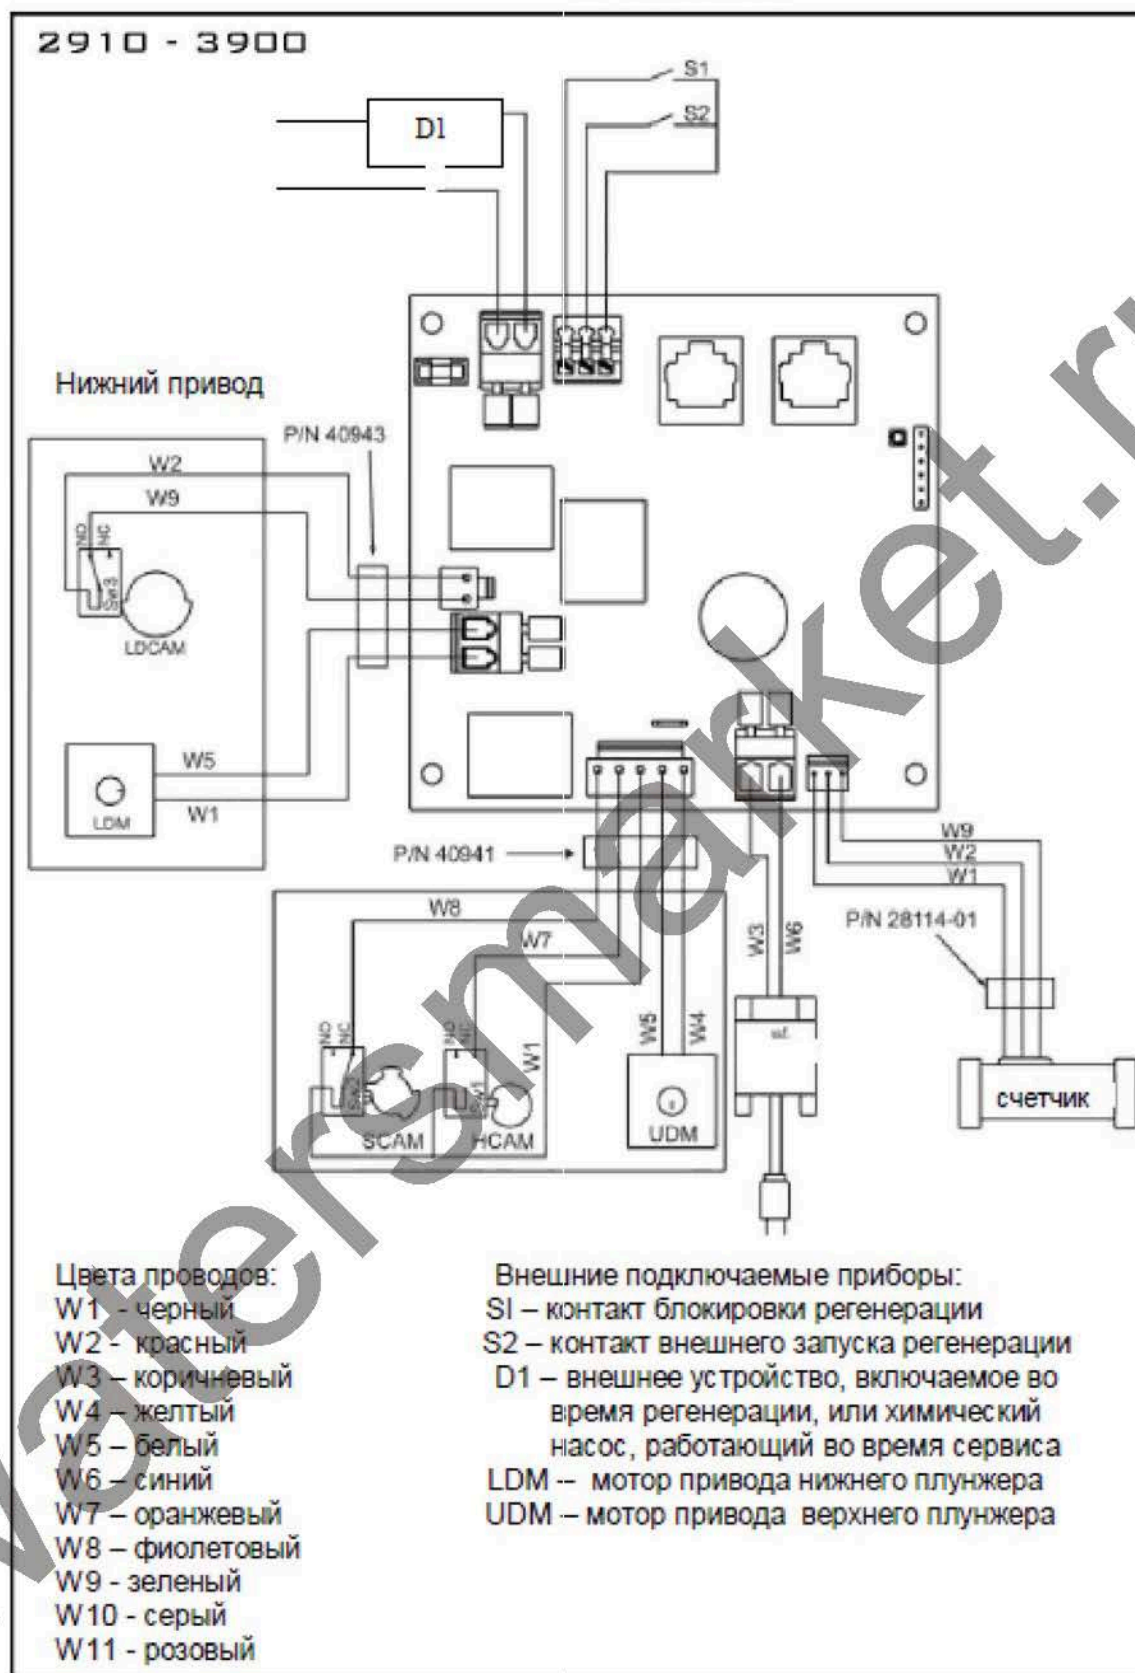 2910 - 3900
S1
D1
S2
Нижний привод
P/N 40943
W2
W9
NO
NC
SW3
LDCAM
W5
LDM
W1
P/N 40941
W9
W2
W1
W8
W7
W3
W6
P/N 28114-01
NO
NC
NO
NC
W1
W5
W4
SW2
SW1
счетчик
SCAM
HCAM
UDM
Цвета проводов:
W1 - черный
W2 - красный
W3 – коричневый
W4 – желтый
W5 – белый
W6 – синий
W7 – оранжевый
W8 – фиолетовый
W9 - зеленый
W10 - серый
W11 - розовый
Внешние подключаемые приборы:
SI – контакт блокировки регенерации
S2 – контакт внешнего запуска регенерации
D1 – внешнее устройство, включаемое во
время регенерации, или химический
насос, работающий во время сервиса
LDM – мотор привода нижнего плунжера
UDM – мотор привода верхнего плунжера
watersmarket.r